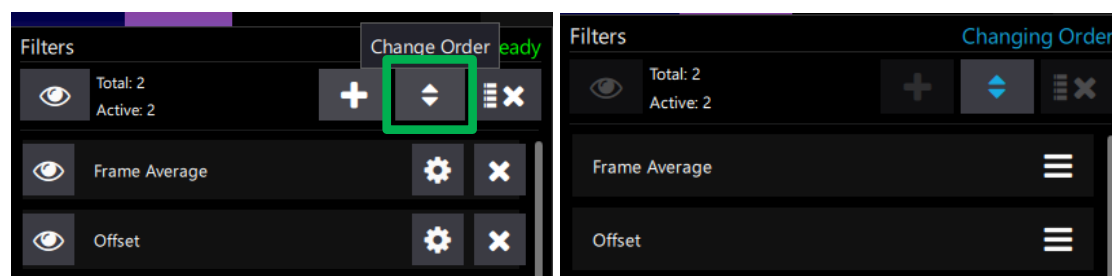 Filters
Change Order
eady
Total: 2
Active: 2
Frame Average
Offset
Filters
Changing Order
Total: 2
Active: 2
Frame Average
Offset